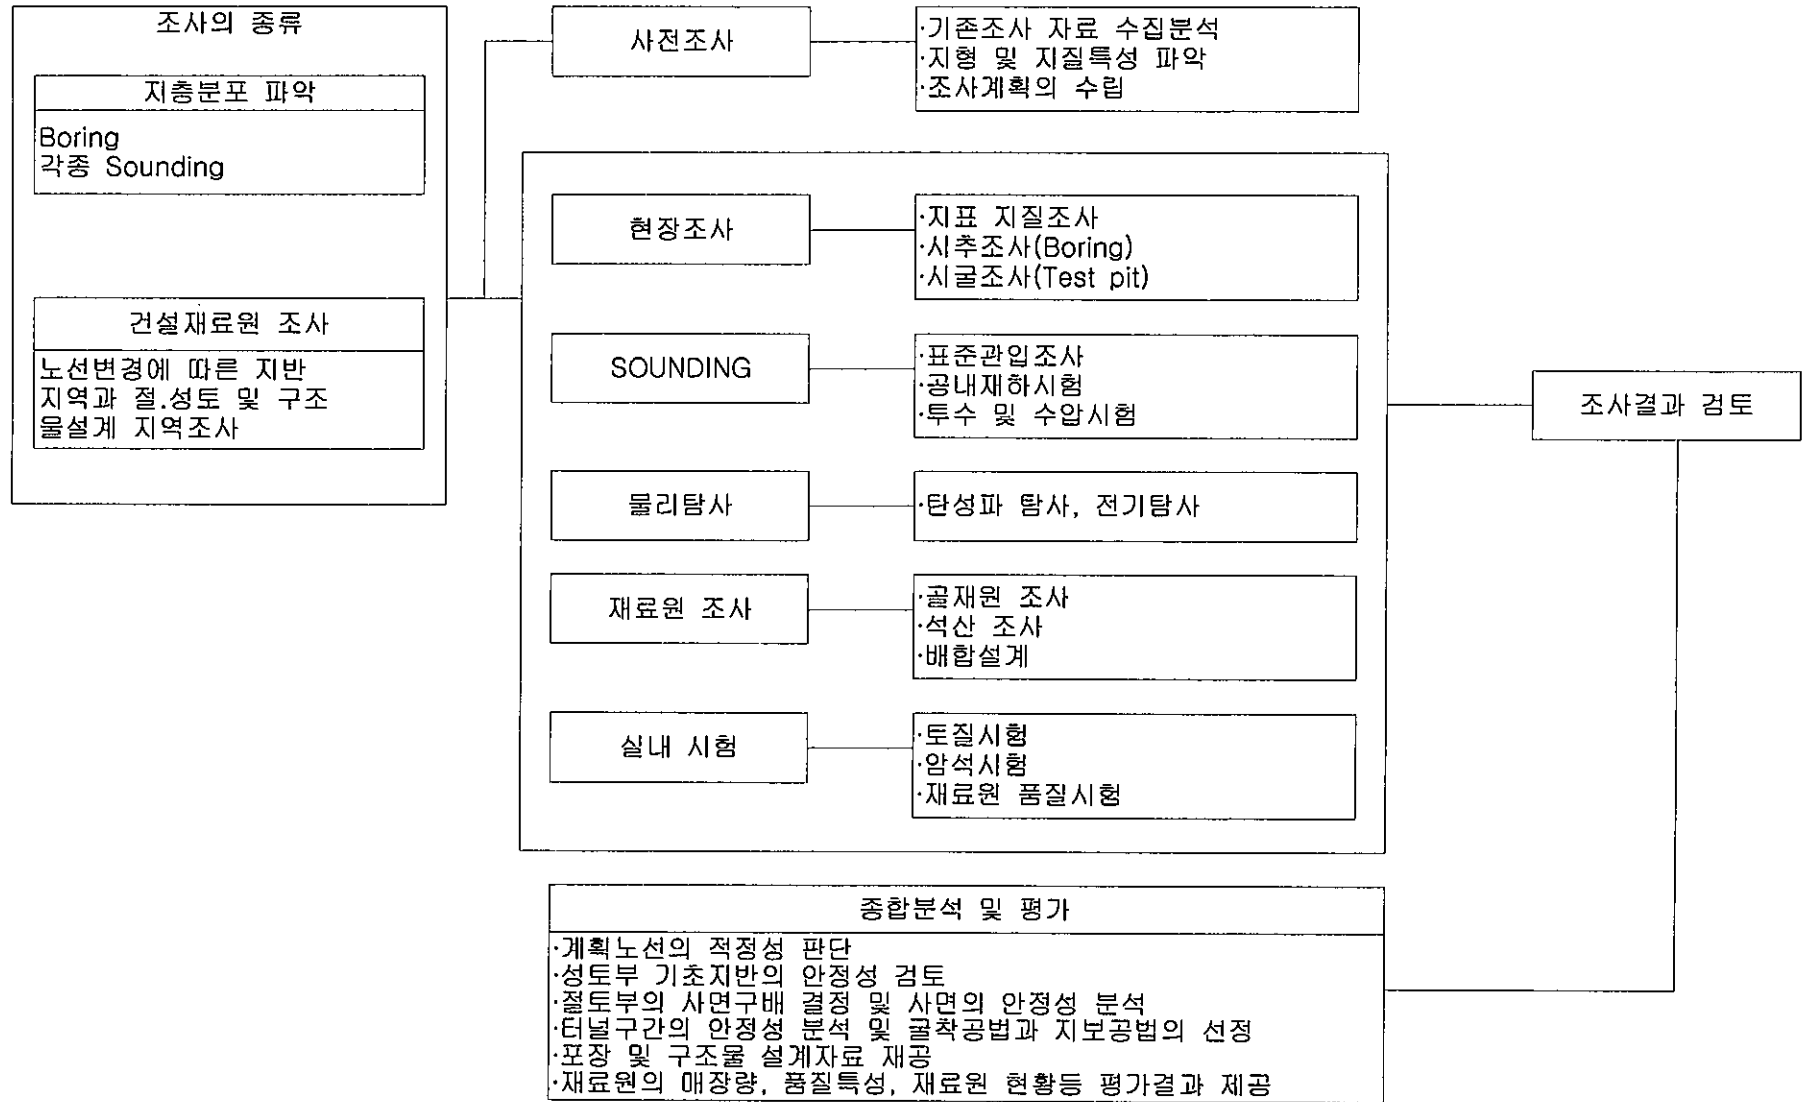 조사의 종류
지층분포 파악
Boring
각종 Sounding
건설재료원 조사
노선변경에 따른 지반
지역과 절.성토 및 구조
물설계 지역조사
사전조사
·기존조사 자료 수집분석
·지형 및 지질특성 파악
·조사계획의 수립
현장조사
·지표 지질조사
·시추조사(Boring)
·시굴조사(Test pit)
SOUNDING
·표준관입조사
·공내재하시험
·투수 및 수압시험
물리탐사
·탄성파 탐사, 전기탐사
재료원 조사
·골재원 조사
·석산 조사
·배합설계
실내 시험
·토질시험
·암석시험
·재료원 품질시험
조사결과 검토
종합분석 및 평가
·계획노선의 적정성 판단
·성토부 기초지반의 안정성 검토
·절토부의 사면구배 결정 및 사면의 안정성 분석
·터널구간의 안정성 분석 및 굴착공법과 지보공법의 선정
·포장 및 구조물 설계자료 재공
·재료원의 매장량, 품질특성, 재료원 현황등 평가결과 제공